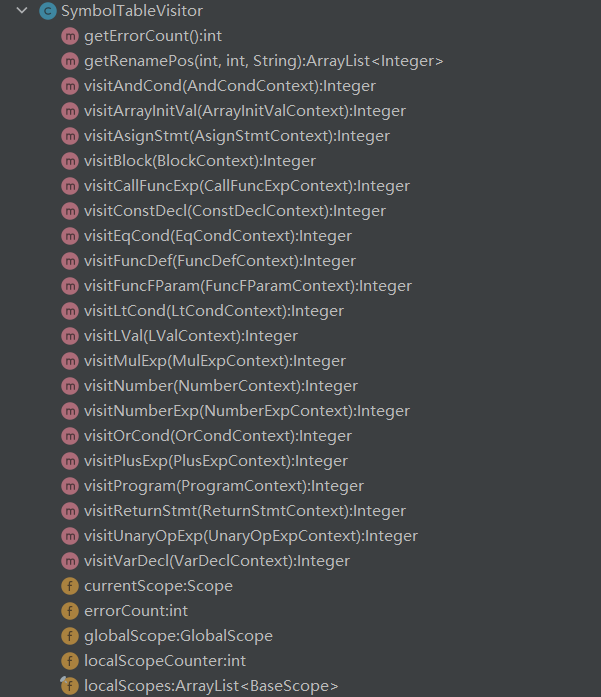 SymbolTableVisitor
getErrorCount():int
getRenamePos(int, int, String):ArrayList<Integer>
visitAndCond(AndCondContext):Integer
visitArrayInitVal(ArrayInitValContext):Integer
visitAsignStmt(AsignStmtContext):Integer
visitBlock(BlockContext):Integer
visitCallFuncExp(CallFuncExpContext):Integer
visitConstDecl(ConstDeclContext):Integer
visitEqCond(EqCondContext):Integer
visitFuncDef(FuncDefContext):Integer
visitFuncFParam(FuncFParamContext):Integer
visitLtCond(LtCondContext):Integer
visitLVal(LValContext):Integer
visitMulExp(MulExpContext):Integer
visitNumber(NumberContext):Integer
visitNumberExp(NumberExpContext):Integer
visitOrCond(OrCondContext):Integer
visitPlusExp(PlusExpContext):Integer
visitProgram(ProgramContext):Integer
visitReturnStmt(ReturnStmtContext):Integer
visitUnaryOpExp(UnaryOpExpContext):Integer
visitVarDecl(VarDeclContext):Integer
currentScope:Scope
errorCount:int
globalScope:GlobalScope
localScopeCounter:int
localScopes:ArrayList<BaseScope>